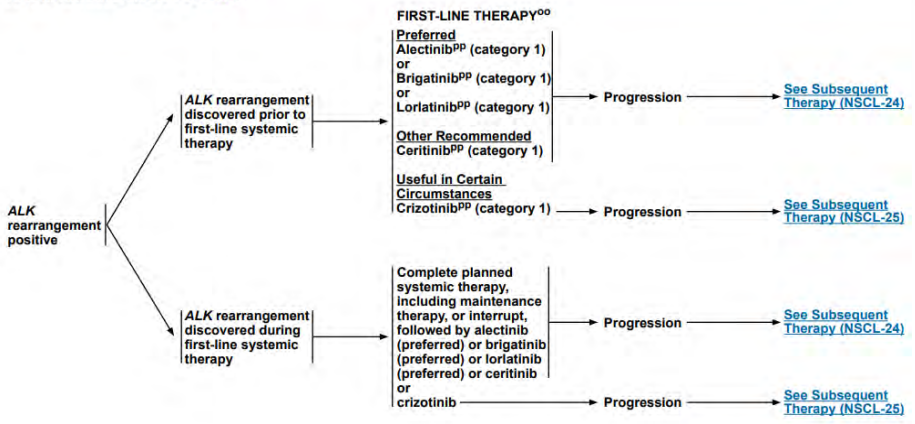 FIRST-LINE THERAPYoo
Preferred
Alectinibpp (category 1)
or
Brigatinibpp (category 1)
or
Lorlatinibpp (category 1)
Other Recommended
Ceritinibpp (category 1)
Useful in Certain
Circumstances
Crizotinibpp (category 1)
ALK rearrangement
discovered prior to
first-line systemic
therapy
Progression
See Subsequent
Therapy (NSCL-24)
Progression
See Subsequent
Therapy (NSCL-25)
ALK
rearrangement
positive
ALK rearrangement
discovered during
first-line systemic
therapy
Complete planned
systemic therapy,
including maintenance
therapy, or interrupt,
followed by alectinib
(preferred) or brigatinib
(preferred) or lorlatinib
(preferred) or ceritinib
or
crizotinib
Progression
See Subsequent
Therapy (NSCL-24)
Progression
See Subsequent
Therapy (NSCL-25)